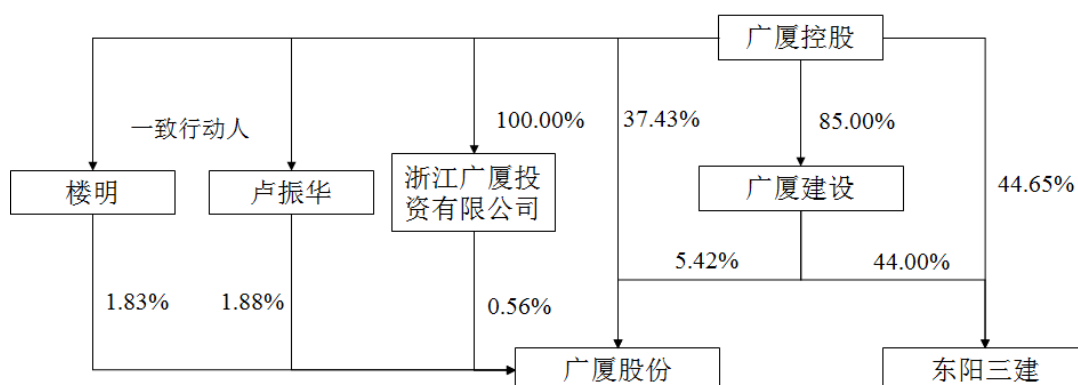 广厦控股
一致行动人
100.00%
37.43%
85.00%
44.65%
楼明
卢振华
浙江广厦投
资有限公司
广厦建设
5.42%
44.00%
1.83%
1.88%
0.56%
广厦股份
东阳三建